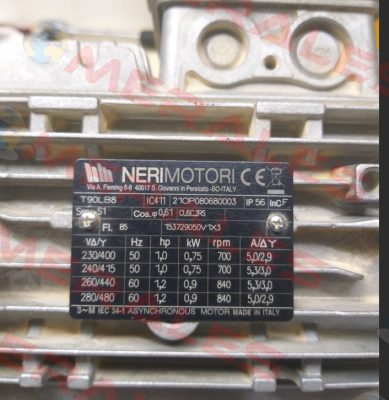 NERIMOTORI CE
Via A. Fleming 6-8 40017 S. Giovanni in Persiceto -BO-ITALY
T90LB8 IC411 21OP080680003 IP 56 InCF
S1 Cos.φ 0,61
FL B5 153729050V1X3
V∆/Y Hz hp kW rpm A/∆Y
230/400 50 1,0 0,75 700 5,0/2,9
240/415 50 1,0 0,75 700 5,3/3,0
260/440 60 1,2 0,9 840 5,3/3,0
280/480 60 1,2 0,9 840 5,0/2,9
3~M IEC 34-1 ASYNCHRONOUS MOTOR MADE IN ITALY